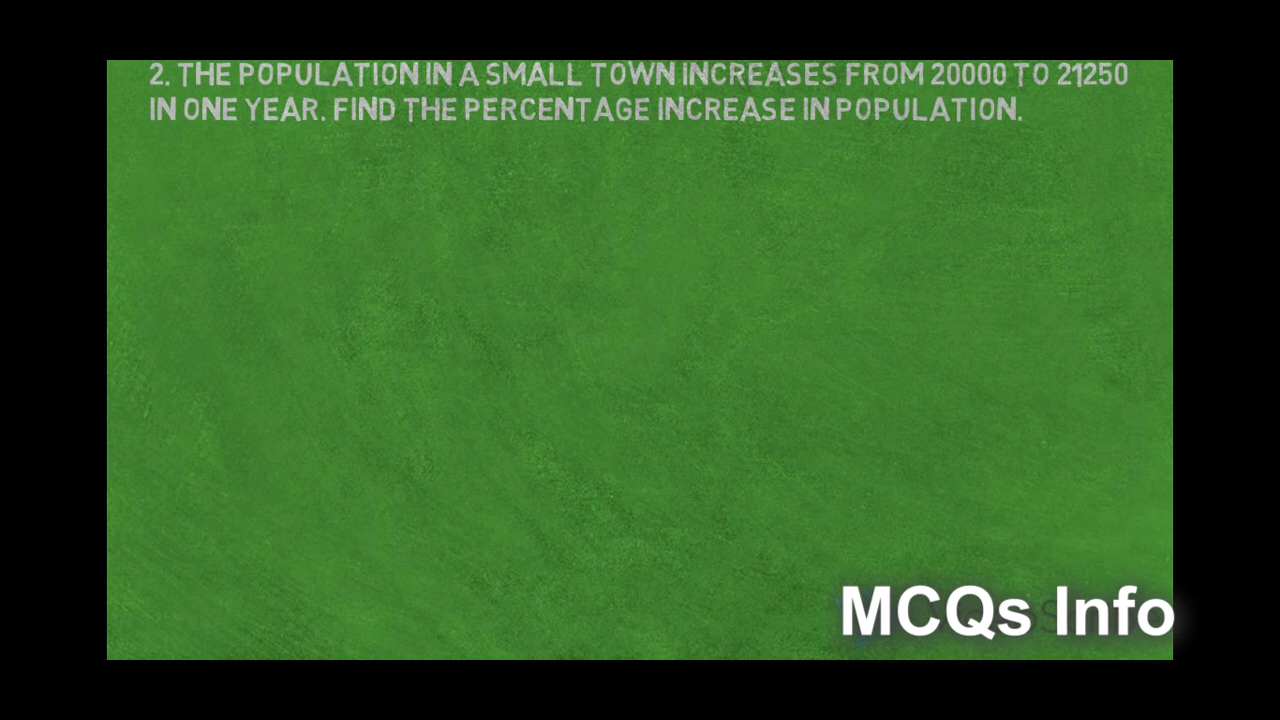 2. THE POPULATION IN A SMALL TOWN INCREASES FROM 20000 TO 21250
IN ONE YEAR. FIND THE PERCENTAGE INCREASE IN POPULATION.
MCQs Info